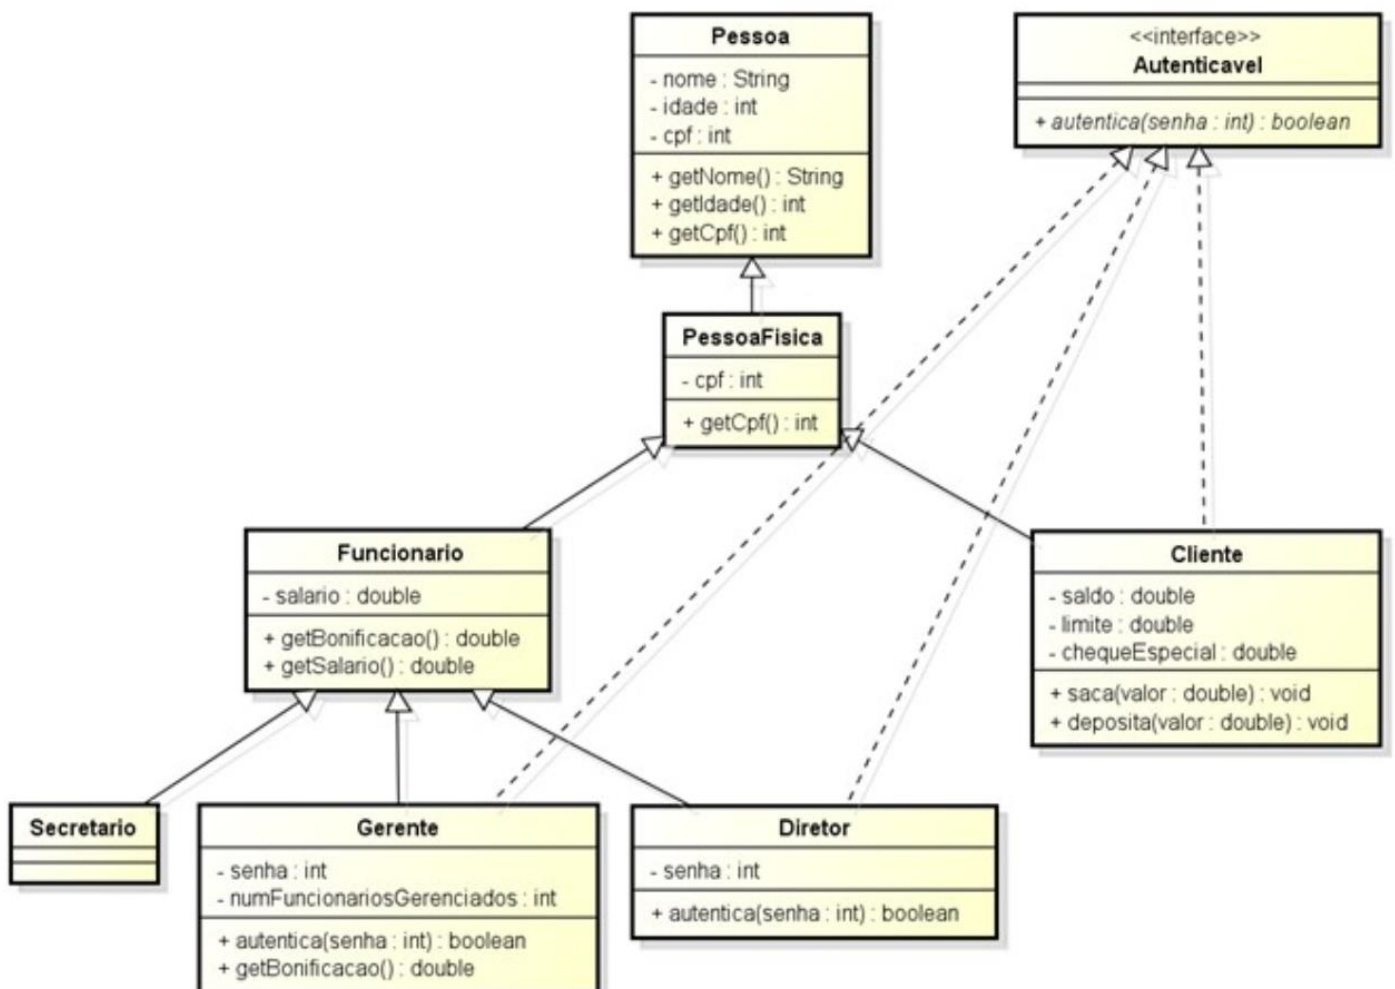 Pessoa
- nome : String
- idade : int
- cpf : int
+ getNome() : String
+ getIdade() : int
+ getCpf() : int
<<interface>>
Autenticavel
+ autentica(senha : int) : boolean
PessoaFisica
- cpf : int
+ getCpf() : int
Funcionario
- salario : double
+ getBonificacao() : double
+ getSalario() : double
Cliente
- saldo : double
- limite : double
- chequeEspecial : double
+ saca(valor : double) : void
+ deposita(valor : double) : void
Secretario
Gerente
- senha : int
- numFuncionariosGerenciados : int
+ autentica(senha : int) : boolean
+ getBonificacao() : double
Diretor
- senha : int
+ autentica(senha : int) : boolean